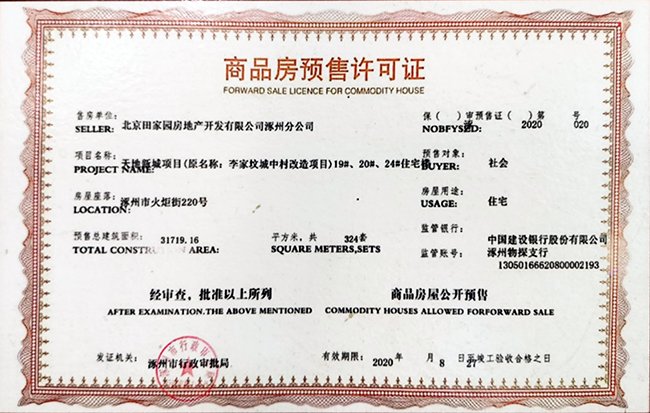 商品房预售许可证
FORWARD SALE LICENCE FOR COMMODITY HOUSE
售房单位: 北京田家园房地产开发有限公司涿州分公司
SELLER:
保( )审预售证( )第 号
NOBFYSED: 涿 2020 020
项目名称: 天地新城项目(原名称: 李家坟城中村改造项目)19#、20#、24#住宅楼
PROJECT NAME:
预售对象: 社会
BUYER:
房屋座落: 涿州市火炬街220号
LOCATION:
房屋用途: 住宅
USAGE:
预售总建筑面积: 31719.16 平方米,共 324套
TOTAL CONSTRUCTION AREA: SQUARE METERS,SETS
监管银行: 中国建设银行股份有限公司
涿州物探支行
监管账号: 13050166620800002193
经审查,批准以上所列 商品房屋公开预售
AFTER EXAMINATION.THE ABOVE MENTIONED COMMODITY HOUSES ALLOWED FORFORWARD SALE
发证机关: 涿州市行政审批局
有效期限: 2020 年 月 8 27 日至竣工验收合格之日